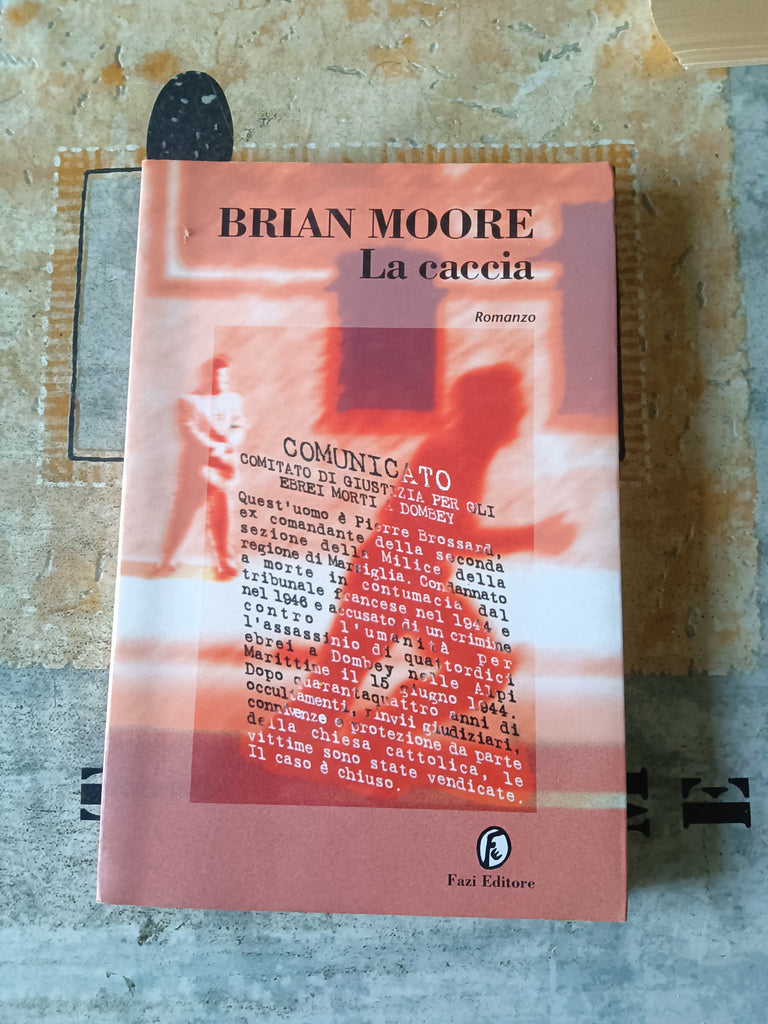 BRIAN MOORE
La caccia
Romanzo
COMUNICATO
COMITATO DI GIUSTIZIA PER GLI
EBREI MORTI A DOMBEY
Quest'uomo è Pierre Brossard,
ex comandante della seconda
sezione della Milice della
regione di Marsiglia. Condannato
a morte in contumacia dal
tribunale francese nel 1944 e
nel 1946 e accusato di un crimine
contro l'umanità per
l'assassinio di quattordici
ebrei a Dombey nelle Alpi
Marittime il 15 giugno 1944.
Dopo quarantaquattro anni di
occultamenti, rinvii giudiziari,
connivenze e protezione da parte
della chiesa cattolica, le
vittime sono state vendicate.
Il caso è chiuso.
Fe
Fazi Editore
T
M E